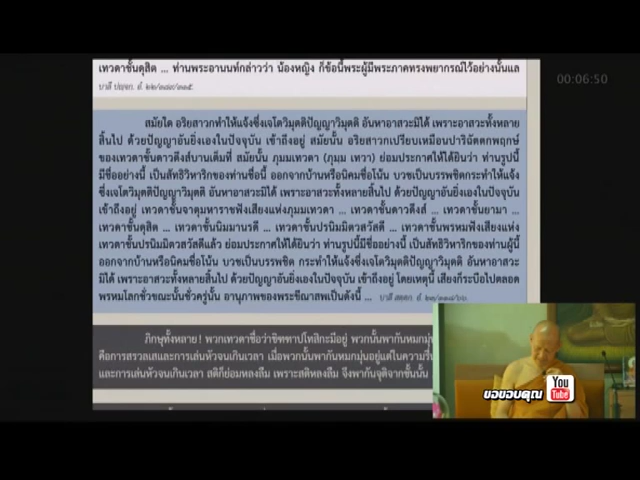 เทวดาชั้นดุสิต ... ท่านพระอานนท์กล่าวว่า น้องหญิง ก็ข้อนี้พระผู้มีพระภาคทรงพยากรณ์ไว้อย่างนั้นแล
00:06:50
บาลี
สมัยใด อริยสาวกทำให้แจ้งซึ่งเจโตวิมุตติปัญญาวิมุตติ อันหาอาสวะมิได้ เพราะอาสวะทั้งหลาย
สิ้นไป ด้วยปัญญาอันยิ่งเองในปัจจุบัน เข้าถึงอยู่ สมัยนั้น อริยสาวกเปรียบเหมือนปาริฉัตตกพฤกษ์
ของเทวดาชั้นดาวดึงส์บานเต็มที่ สมัยนั้น ภุมมเทวดา (ภุมฺม เทวา) ย่อมประกาศให้ได้ยินว่า ท่านรูปนี้
มีชื่ออย่างนี้ เป็นสัทธิวิหาริกของท่านชื่อนี้ ออกจากบ้านหรือนิคมชื่อโน้น บวชเป็นบรรพชิตกระทำให้แจ้ง
ซึ่งเจโตวิมุตติปัญญาวิมุตติ อันหาอาสวะมิได้ เพราะอาสวะทั้งหลายสิ้นไป ด้วยปัญญาอันยิ่งเองในปัจจุบัน
เข้าถึงอยู่ เทวดาชั้นจาตุมหาราชฟังเสียงแห่งภุมมเทวดา ... เทวดาชั้นดาวดึงส์ ... เทวดาชั้นยามา ...
เทวดาชั้นดุสิต ... เทวดาชั้นนิมมานรดี ... เทวดาชั้นปรนิมมิตวสวัสดี ... เทวดาชั้นพรหมฟังเสียงแห่ง
เทวดาชั้นปรนิมมิตวสวัสดีแล้ว ย่อมประกาศให้ได้ยินว่า ท่านรูปนี้มีชื่ออย่างนี้ เป็นสัทธิวิหาริกของท่านผู้นี้
ออกจากบ้านหรือนิคมชื่อโน้น บวชเป็นบรรพชิต กระทำให้แจ้งซึ่งเจโตวิมุตติปัญญาวิมุตติ อันหาอาสวะ
มิได้ เพราะอาสวะทั้งหลายสิ้นไป ด้วยปัญญาอันยิ่งเองในปัจจุบัน เข้าถึงอยู่ โดยเหตุนี้ เสียงก็ระบือไปตลอด
พรหมโลกชั่วขณะนั้นชั่วครู่นั้น อานุภาพของพระขีณาสพเป็นดังนี้ ... บาลี
ภิกษุทั้งหลาย! พวกเทวดาชื่อว่าขิฑฑาปโทสิกะมีอยู่ พวกนั้นพากันหมกมุ่น
คือการสรวลเสและการเล่นหัวจนเกินเวลา เมื่อพวกนั้นพากันหมกมุ่นอยู่แต่ในความรื่น
และการเล่นหัวจนเกินเวลา สติก็ย่อมหลงลืม เพราะสติหลงลืม จึงพากันจุติจากชั้นนั้น
ขอขอบคุณ
You
Tube